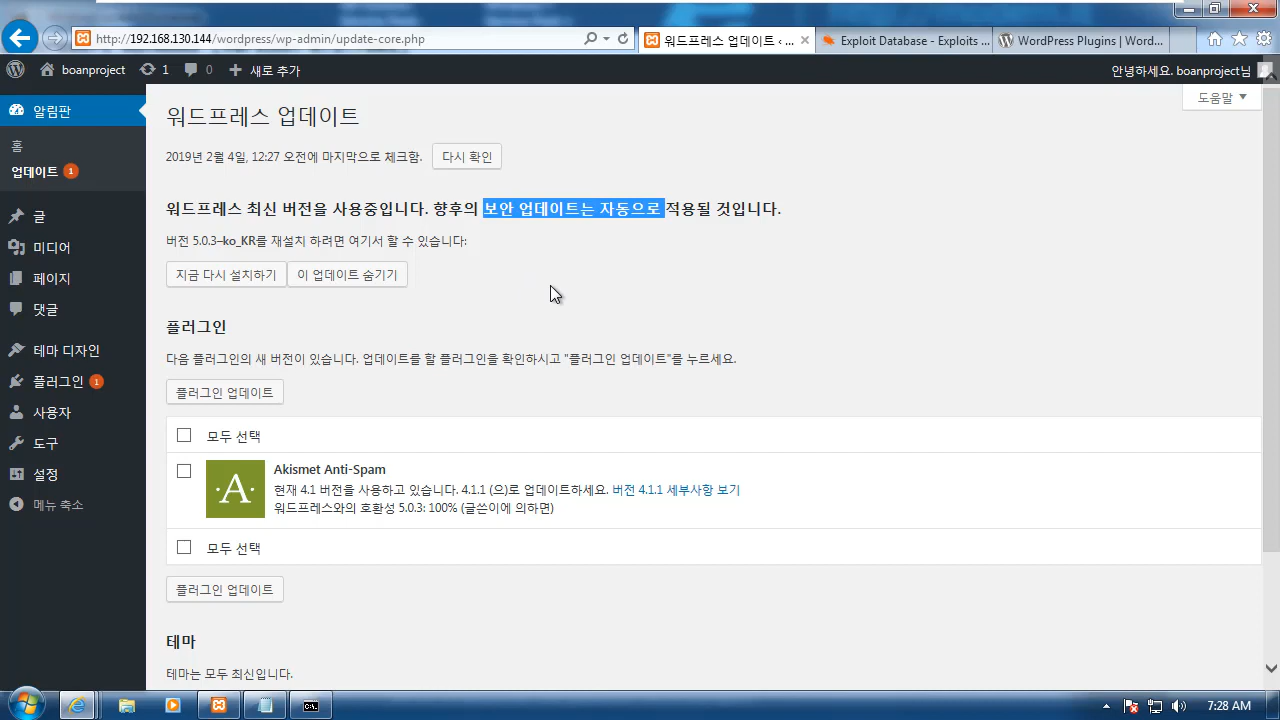 http://192.168.130.144/wordpress/wp-admin/update-core.php
워드프레스 업데이트 ‹ ...
Exploit Database - Exploits ...
WordPress Plugins | Word...
boanproject
1
0
새로 추가
안녕하세요. boanproject님
알림판
홈
업데이트 1
글
미디어
페이지
댓글
테마 디자인
플러그인 1
사용자
도구
설정
메뉴 축소
도움말
워드프레스 업데이트
2019년 2월 4일, 12:27 오전에 마지막으로 체크함.
다시 확인
워드프레스 최신 버전을 사용중입니다. 향후의 보안 업데이트는 자동으로 적용될 것입니다.
버전 5.0.3–ko_KR를 재설치 하려면 여기서 할 수 있습니다:
지금 다시 설치하기
이 업데이트 숨기기
플러그인
다음 플러그인의 새 버전이 있습니다. 업데이트를 할 플러그인을 확인하시고 "플러그인 업데이트"를 누르세요.
플러그인 업데이트
모두 선택
A
Akismet Anti-Spam
현재 4.1 버전을 사용하고 있습니다. 4.1.1 (으)로 업데이트하세요. 버전 4.1.1 세부사항 보기
워드프레스와의 호환성 5.0.3: 100% (글쓴이에 의하면)
모두 선택
플러그인 업데이트
테마
테마는 모두 최신입니다.
7:28 AM